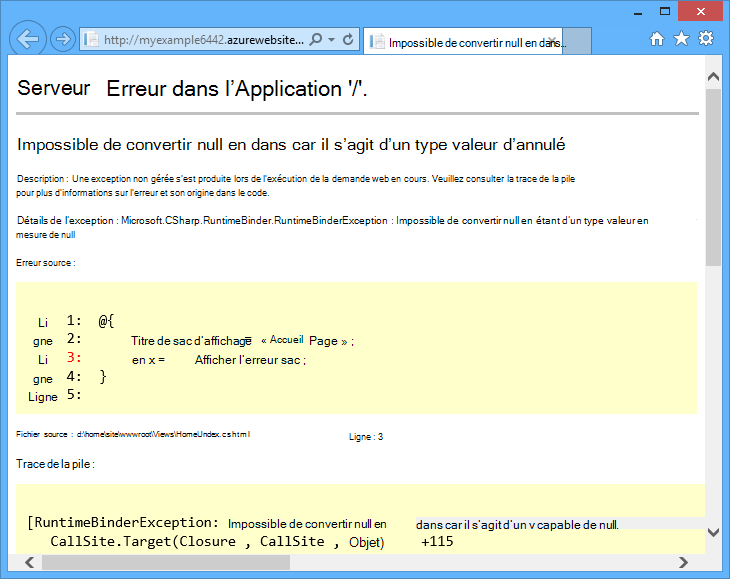 http://myexample6442.azurewebsite...
Impossible de convertir null en dans...
Serveur Erreur dans l’Application '/'.
Impossible de convertir null en dans car il s’agit d’un type valeur d’annulé
Description : Une exception non gérée s'est produite lors de l'exécution de la demande web en cours. Veuillez consulter la trace de la pile
pour plus d'informations sur l'erreur et son origine dans le code.
Détails de l'exception : Microsoft.CSharp.RuntimeBinder.RuntimeBinderException : Impossible de convertir null en étant d’un type valeur en
mesure de null
Erreur source :
Li 1: @{
gne 2: Titre de sac d’affichage = « Accueil Page » ;
Li 3: en x = Afficher l’erreur sac ;
gne 4: }
Ligne 5:
Fichier source : d:\home\site\wwwroot\Views\Home\Index.cshtml Ligne : 3
Trace de la pile :
[RuntimeBinderException: Impossible de convertir null en dans car il s’agit d’un v capable de null.
CallSite.Target(Closure , CallSite , Objet) +115